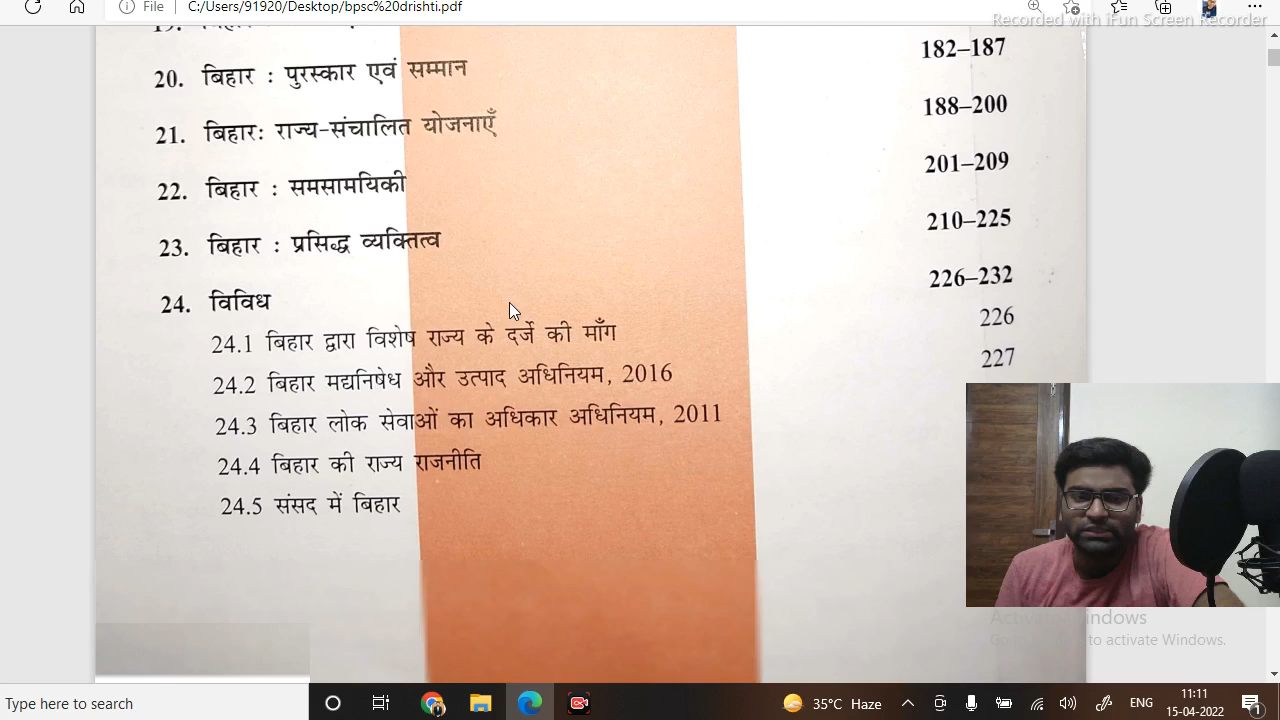 File C:/Users/91920/Desktop/bpsc%20drishti.pdf
Recorded with iFun Screen Recorder
182–187
20. बिहार : पुरस्कार एवं सम्मान
188–200
21. बिहारः राज्य-संचालित योजनाएँ
201–209
22. बिहार : समसामयिकी
210–225
23. बिहार : प्रसिद्ध व्यक्तित्व
226–232
24. विविध
226
24.1 बिहार द्वारा विशेष राज्य के दर्जे की माँग
227
24.2 बिहार मद्यनिषेध और उत्पाद अधिनियम, 2016
24.3 बिहार लोक सेवाओं का अधिकार अधिनियम, 2011
24.4 बिहार की राज्य राजनीति
24.5 संसद में बिहार
to activate Windows.
Type here to search
35°C Haze
ENG
11:11
15-04-2022
1